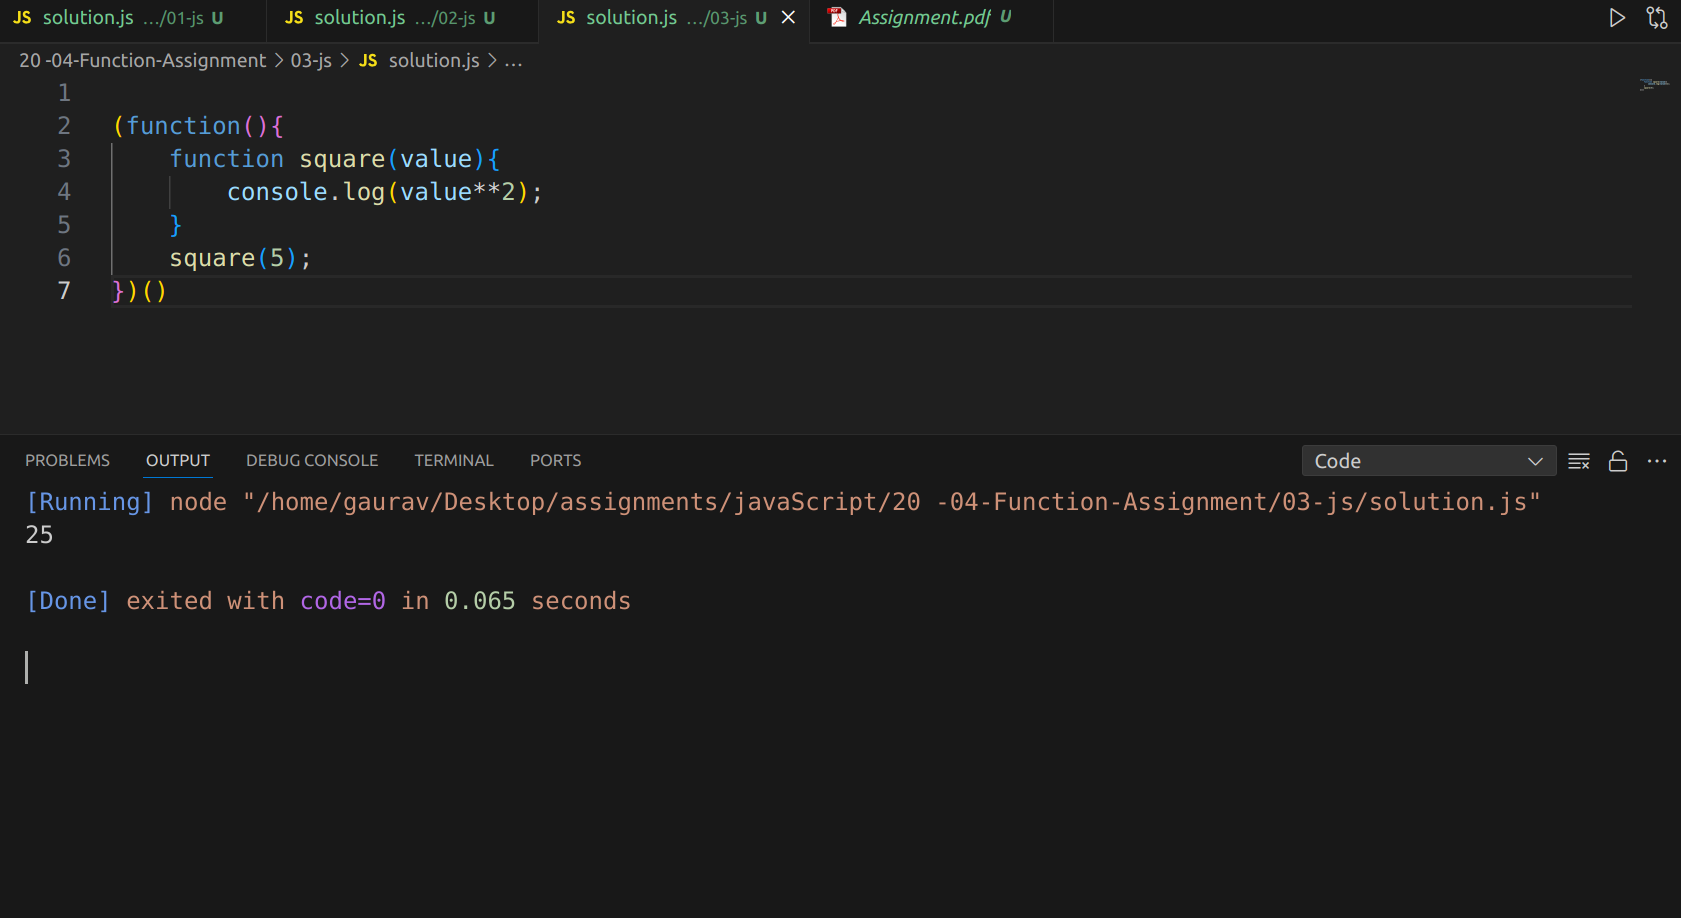 JS solution.js .../01-js U JS solution.js .../02-js U JS solution.js .../03-js U Assignment.pdf U
20 -04-Function-Assignment > 03-js > JS solution.js > ...
1
2 (function(){
3     function square(value){
4         console.log(value**2);
5     }
6     square(5);
7 })()
PROBLEMS OUTPUT DEBUG CONSOLE TERMINAL PORTS Code
[Running] node "/home/gaurav/Desktop/assignments/javaScript/20 -04-Function-Assignment/03-js/solution.js"
25
[Done] exited with code=0 in 0.065 seconds